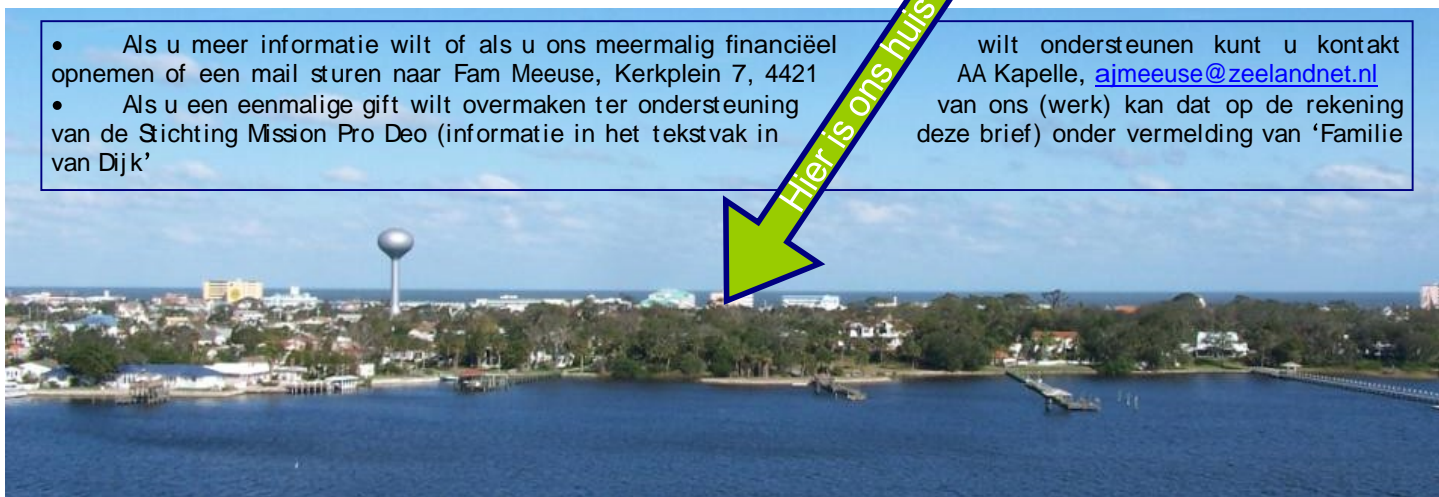 • Als u meer informatie wilt of als u ons meermalig financiëel wilt ondersteunen kunt u kontakt
opnemen of een mail sturen naar Fam Meeuse, Kerkplein 7, 4421 AA Kapelle, ajmeeuse@zeelandnet.nl
• Als u een eenmalige gift wilt overmaken ter ondersteuning van ons (werk) kan dat op de rekening
van de Stichting Mission Pro Deo (informatie in het tekstvak in deze brief) onder vermelding van ‘Familie
van Dijk’
Hier is ons huis